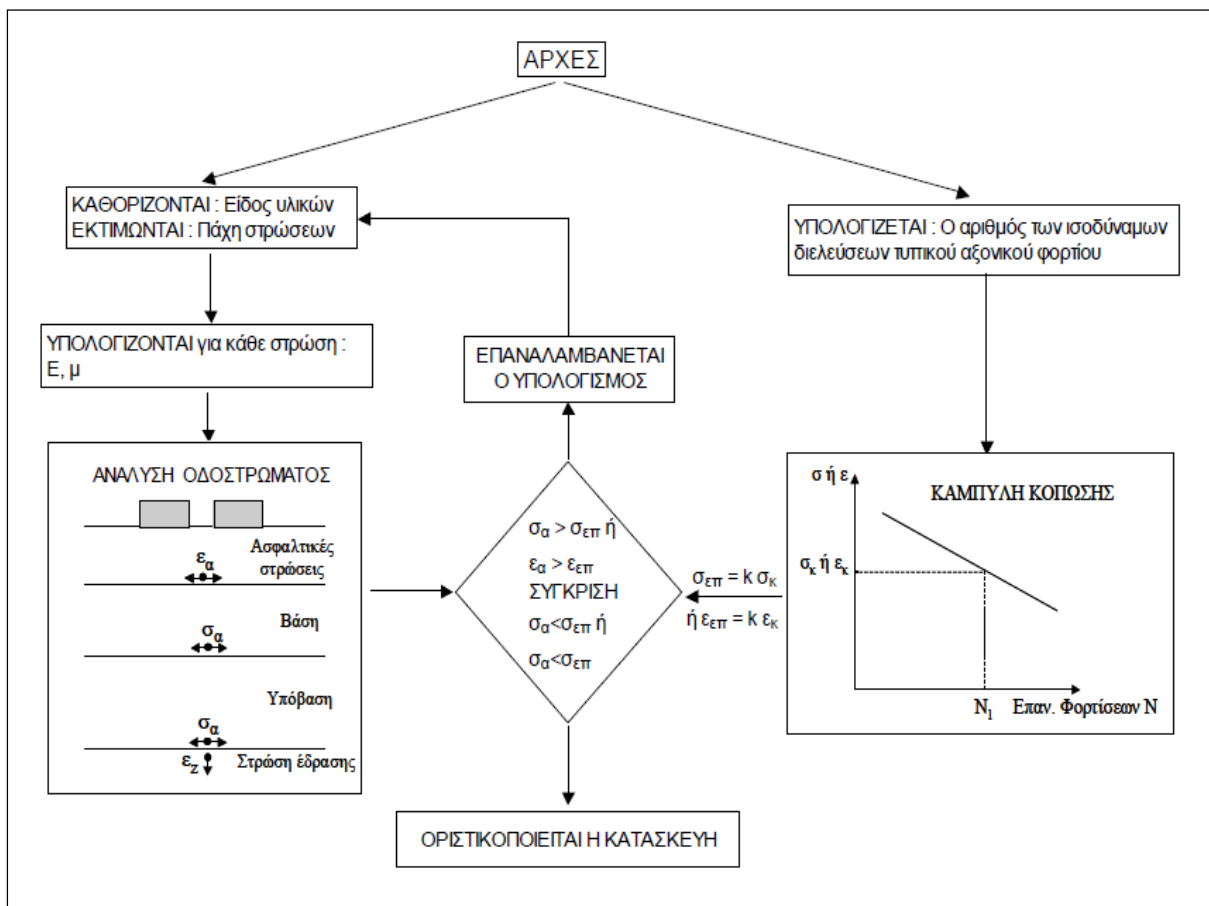 ΑΡΧΕΣ
ΚΑΘΟΡΙΖΟΝΤΑΙ : Είδος υλικών
ΕΚΤΙΜΩΝΤΑΙ : Πάχη στρώσεων
ΥΠΟΛΟΓΙΖΕΤΑΙ : Ο αριθμός των ισοδύναμων
διελεύσεων τυπικού αξονικού φορτίου
ΥΠΟΛΟΓΙΖΟΝΤΑΙ για κάθε στρώση :
Ε, μ
ΕΠΑΝΑΛΑΜΒΑΝΕΤΑΙ
Ο ΥΠΟΛΟΓΙΣΜΟΣ
ΑΝΑΛΥΣΗ ΟΔΟΣΤΡΩΜΑΤΟΣ
Ασφαλτικές
στρώσεις
εα
Βάση
σα
Υπόβαση
σα
εz
Στρώση έδρασης
σα > σεπ ή
εα > εεπ
ΣΥΓΚΡΙΣΗ
σα<σεπ ή
σα<σεπ
σεπ = k σκ
ή εεπ = k εκ
σ ή ε
ΚΑΜΠΥΛΗ ΚΟΠΩΣΗΣ
σκ ή εκ
N1
Επαν. Φορτίσεων Ν
ΟΡΙΣΤΙΚΟΠΟΙΕΙΤΑΙ Η ΚΑΤΑΣΚΕΥΗ